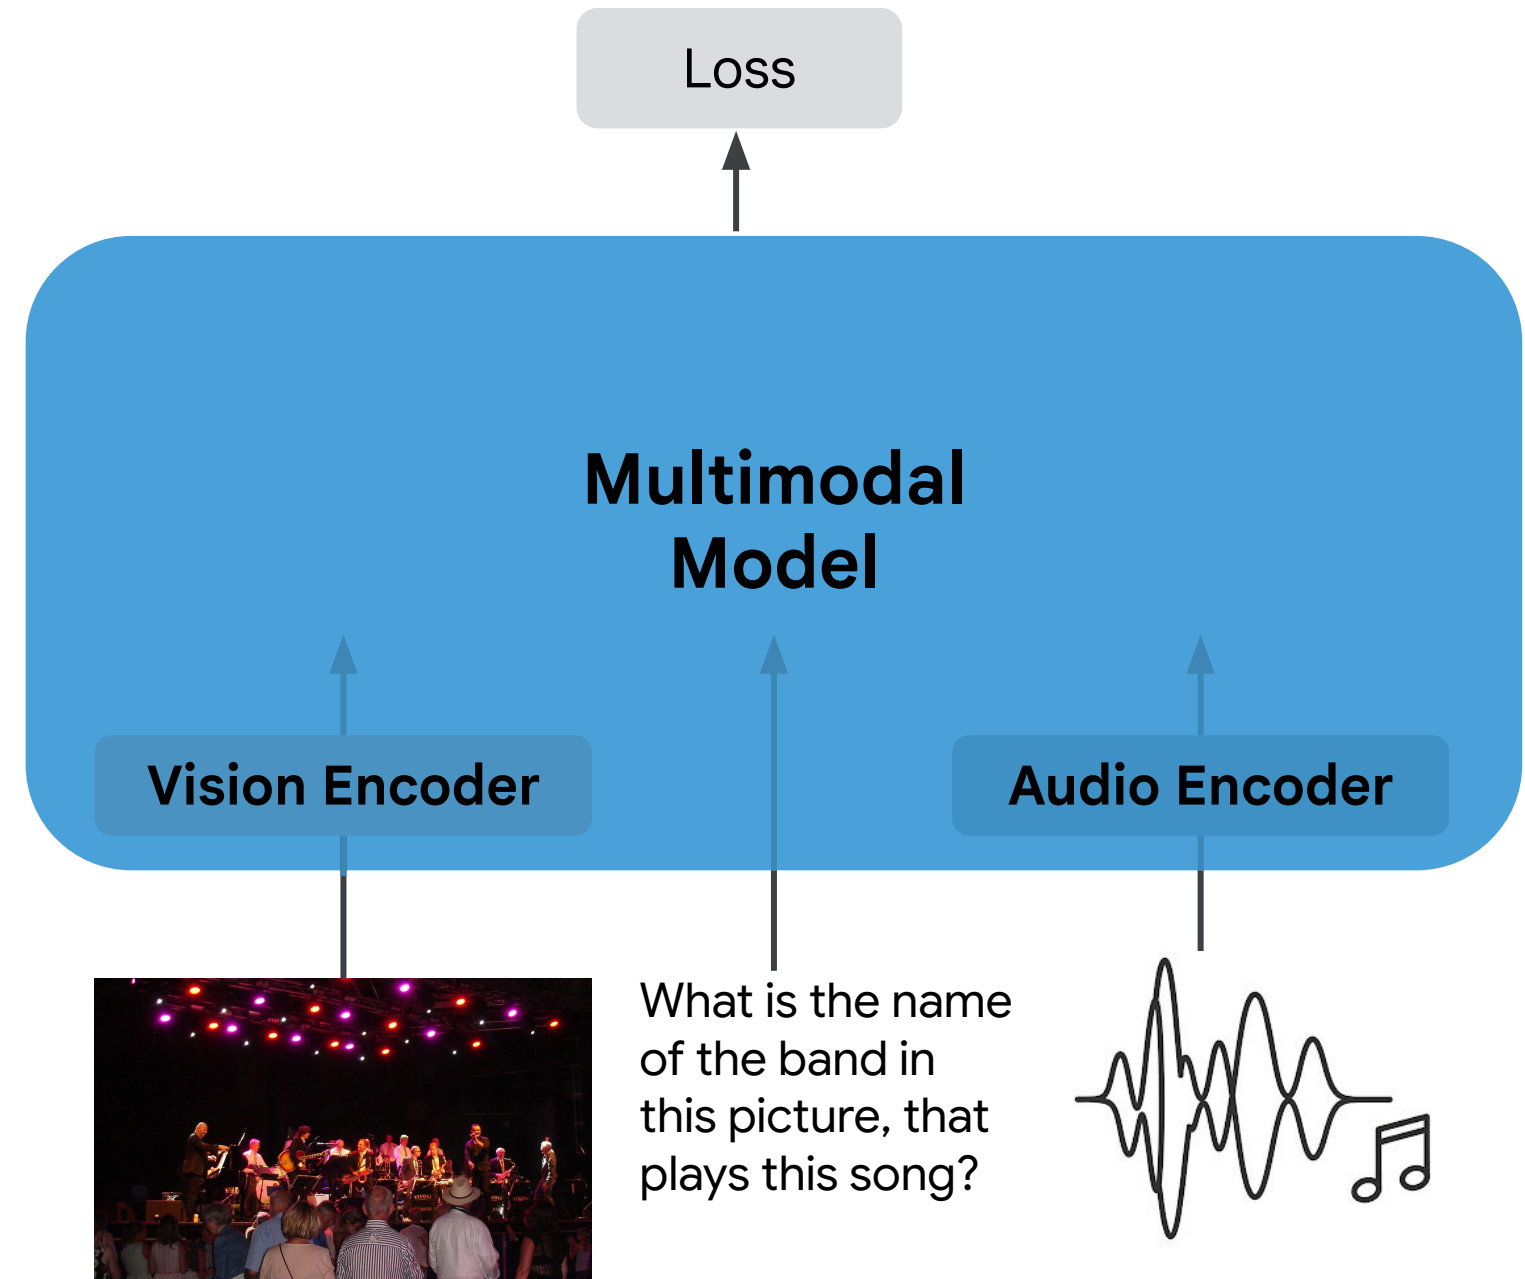 Loss
Multimodal
Model
Vision Encoder
Audio Encoder
What is the name
of the band in
this picture, that
plays this song?